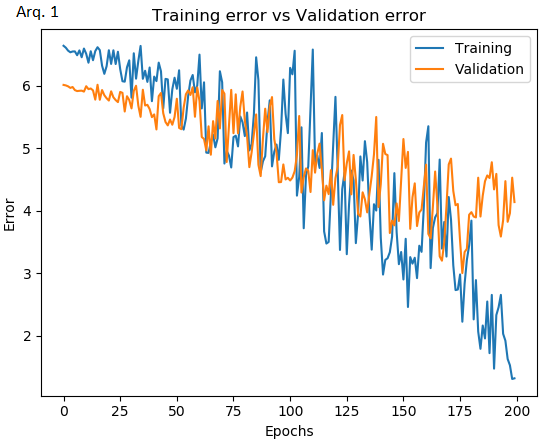 Arq. 1
Training error vs Validation error
Training
Validation
Error
6
5
4
3
2
0 25 50 75 100 125 150 175 200
Epochs